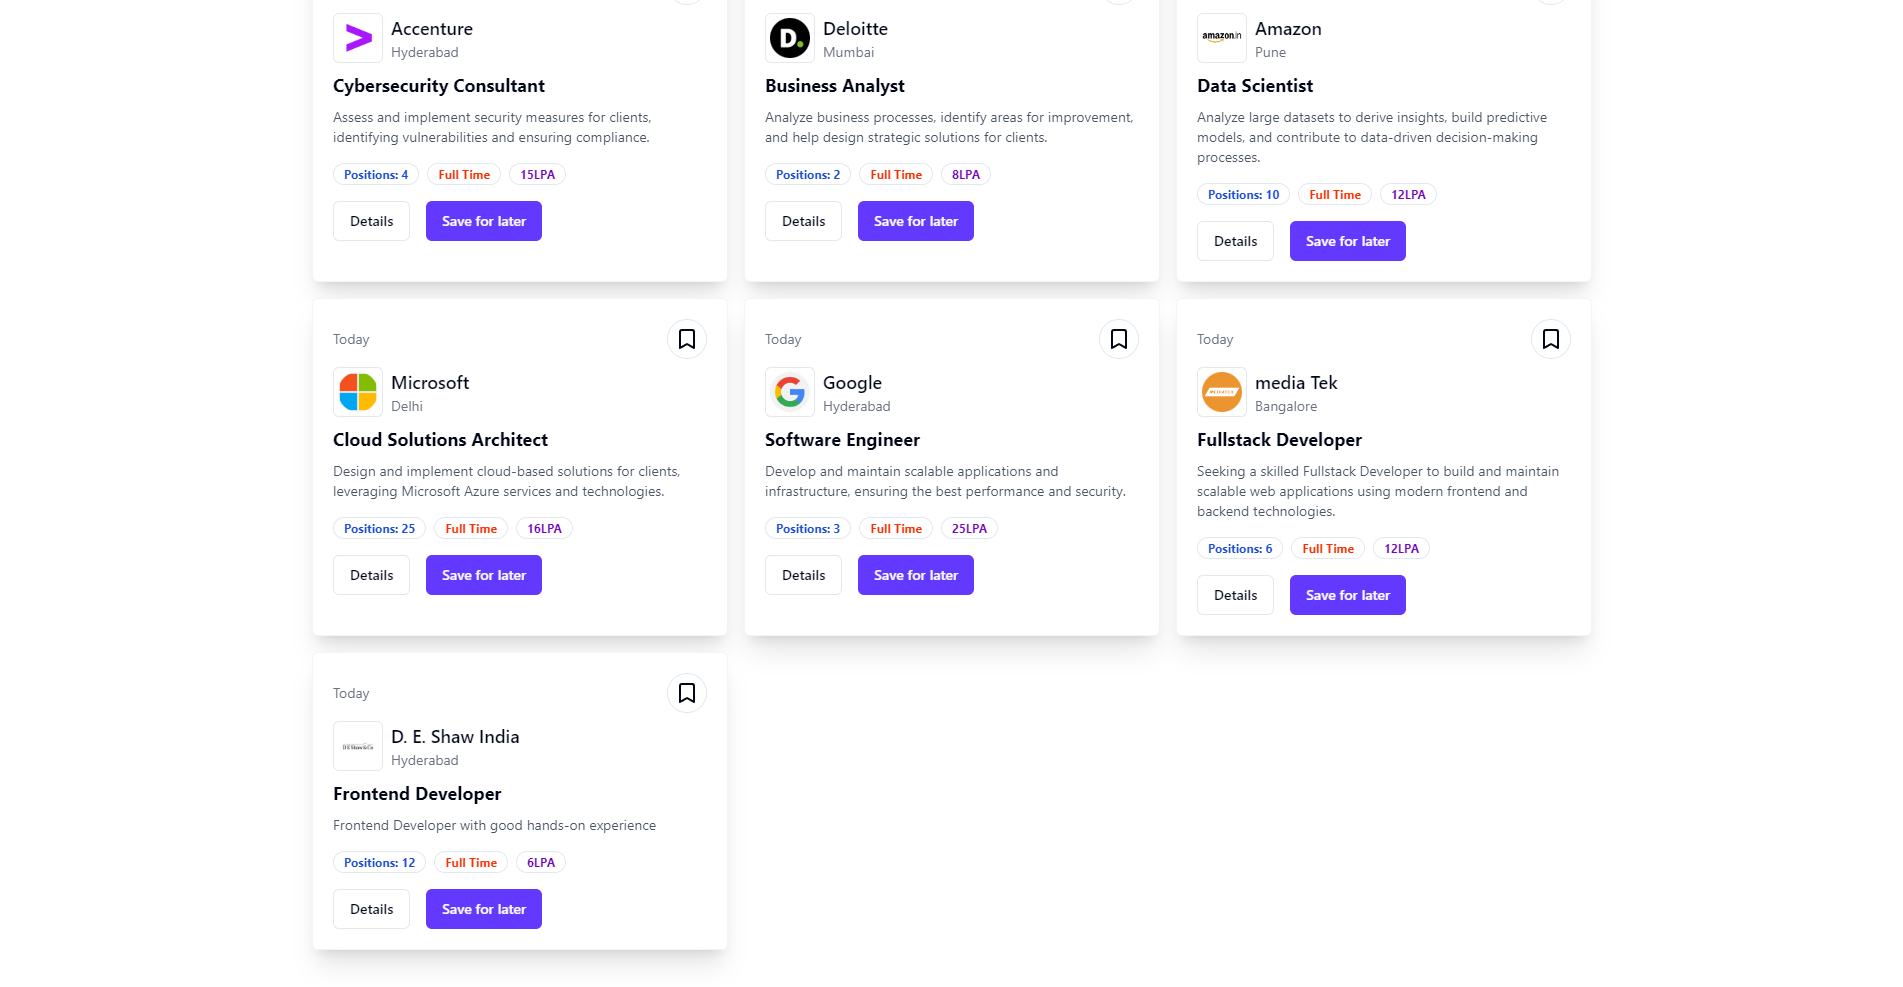 Accenture
Hyderabad
Cybersecurity Consultant
Assess and implement security measures for clients,
identifying vulnerabilities and ensuring compliance.
Positions: 4
Full Time
15LPA
Details
Save for later
D.
Deloitte
Mumbai
Business Analyst
Analyze business processes, identify areas for improvement,
and help design strategic solutions for clients.
Positions: 2
Full Time
8LPA
Details
Save for later
amazon.in
Amazon
Pune
Data Scientist
Analyze large datasets to derive insights, build predictive
models, and contribute to data-driven decision-making
processes.
Positions: 10
Full Time
12LPA
Details
Save for later
Today
Microsoft
Delhi
Cloud Solutions Architect
Design and implement cloud-based solutions for clients,
leveraging Microsoft Azure services and technologies.
Positions: 25
Full Time
16LPA
Details
Save for later
Today
G
Google
Hyderabad
Software Engineer
Develop and maintain scalable applications and
infrastructure, ensuring the best performance and security.
Positions: 3
Full Time
25LPA
Details
Save for later
Today
MEDIATEK
media Tek
Bangalore
Fullstack Developer
Seeking a skilled Fullstack Developer to build and maintain
scalable web applications using modern frontend and
backend technologies.
Positions: 6
Full Time
12LPA
Details
Save for later
Today
DE Shaw & Co
D. E. Shaw India
Hyderabad
Frontend Developer
Frontend Developer with good hands-on experience
Positions: 12
Full Time
6LPA
Details
Save for later